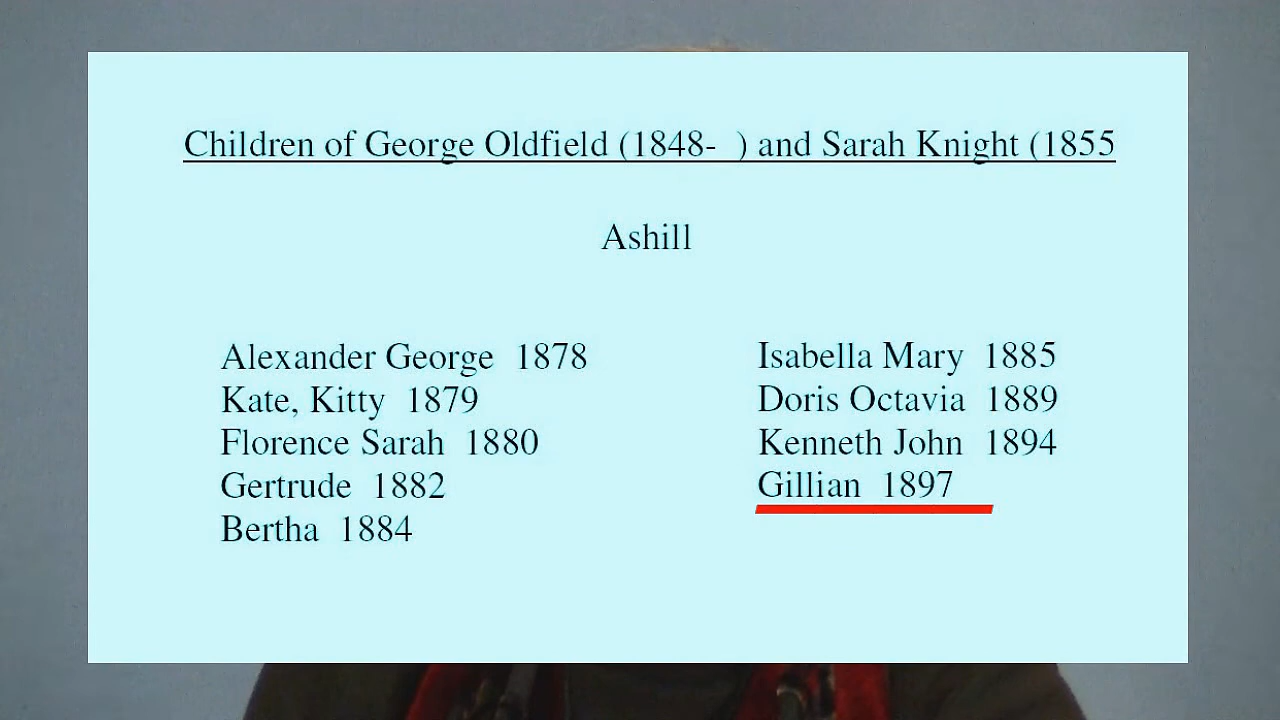 Children of George Oldfield (1848-  ) and Sarah Knight (1855
Ashill
Alexander George 1878
Kate, Kitty 1879
Florence Sarah 1880
Gertrude 1882
Bertha 1884
Isabella Mary 1885
Doris Octavia 1889
Kenneth John 1894
Gillian 1897